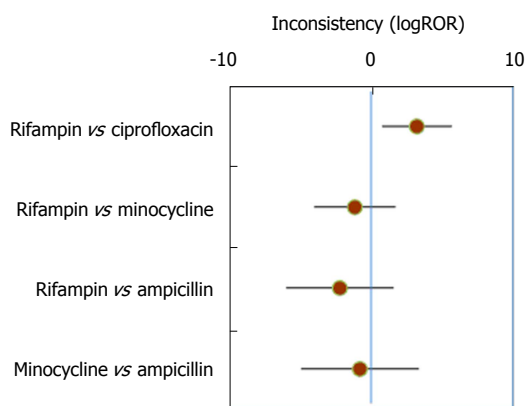 Inconsistency (logROR)
-10 0 10
Rifampin vs ciprofloxacin
Rifampin vs minocycline
Rifampin vs ampicillin
Minocycline vs ampicillin